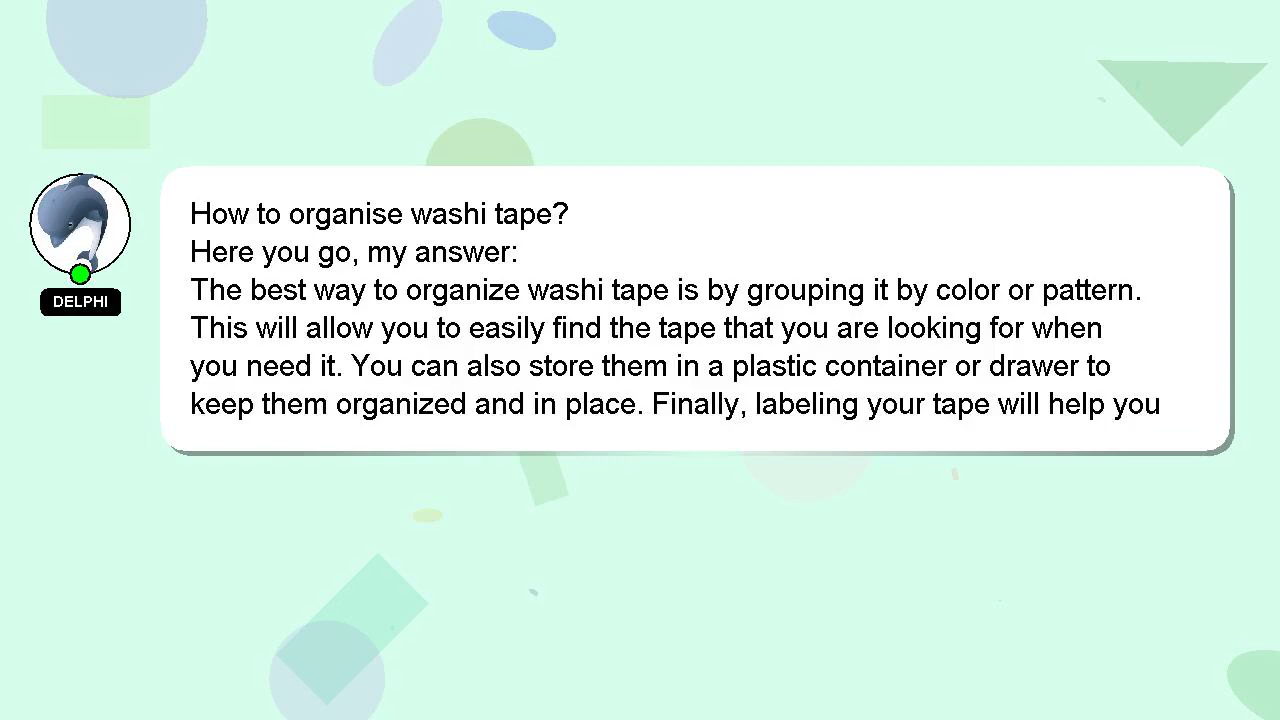 DELPHI
How to organise washi tape?
Here you go, my answer:
The best way to organize washi tape is by grouping it by color or pattern.
This will allow you to easily find the tape that you are looking for when
you need it. You can also store them in a plastic container or drawer to
keep them organized and in place. Finally, labeling your tape will help you